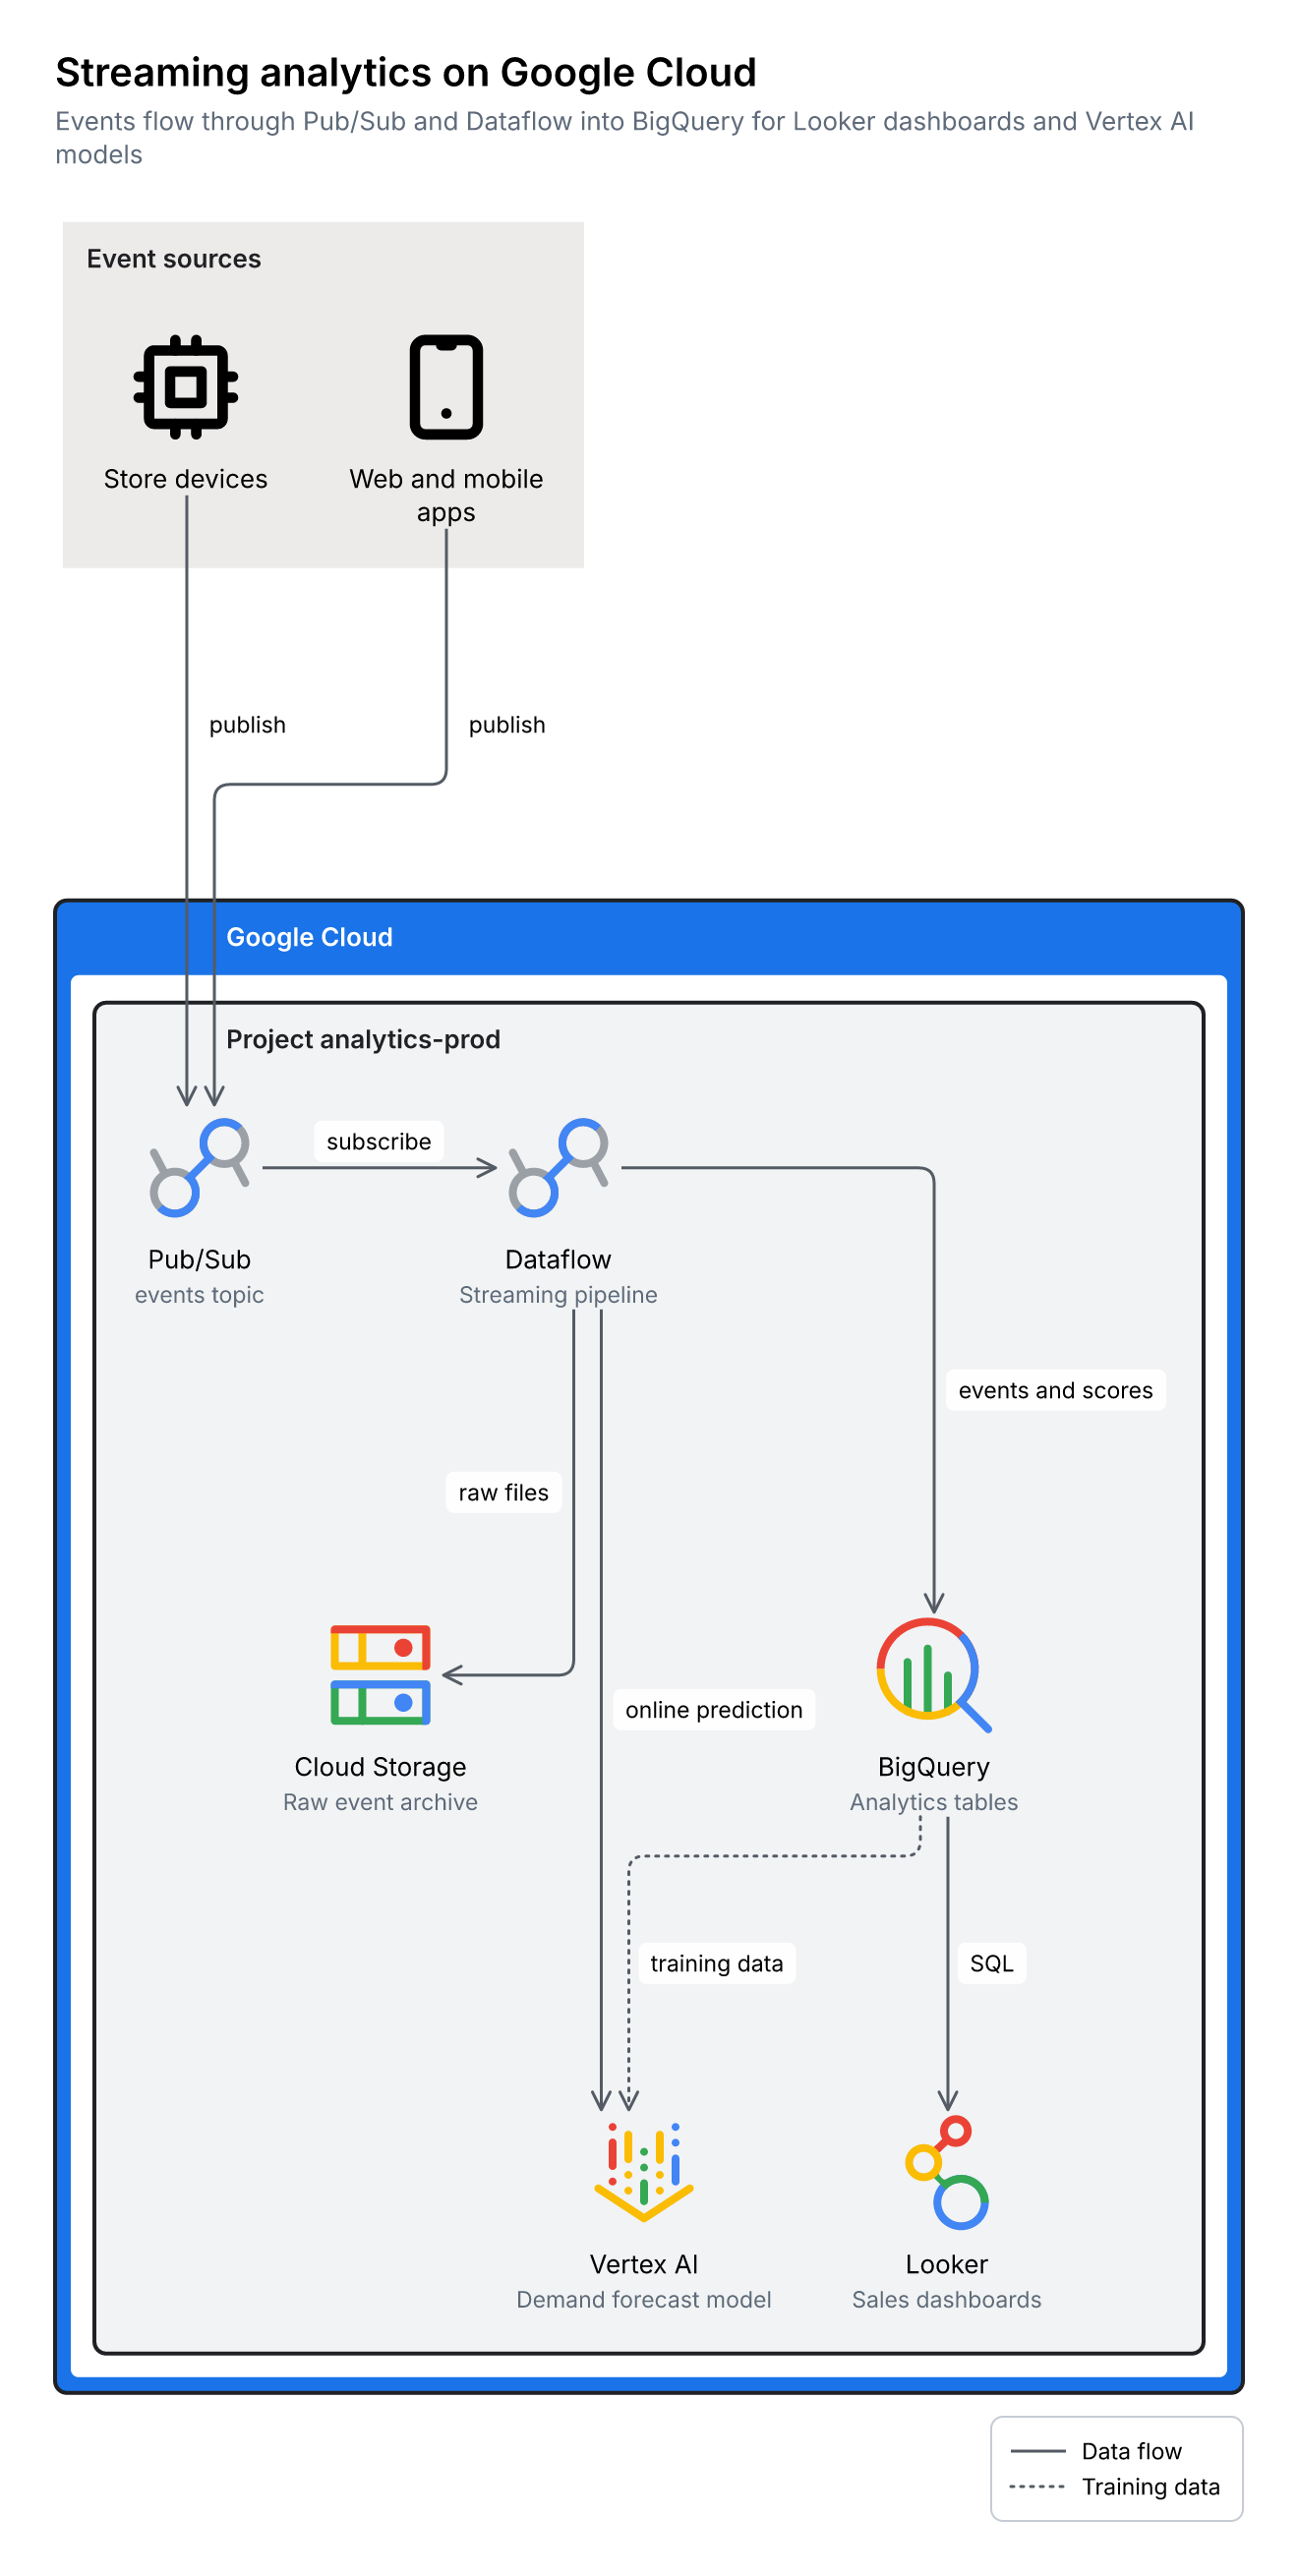 Streaming analytics on Google Cloud
Events flow through Pub/Sub and Dataflow into BigQuery for Looker dashboards and Vertex AI
models
Event sources
Store devices
Web and mobile
apps
publish
publish
Google Cloud
Project analytics-prod
subscribe
Pub/Sub
events topic
Dataflow
Streaming pipeline
events and scores
raw files
online prediction
Cloud Storage
Raw event archive
BigQuery
Analytics tables
training data
SQL
Vertex AI
Demand forecast model
Looker
Sales dashboards
Data flow
Training data